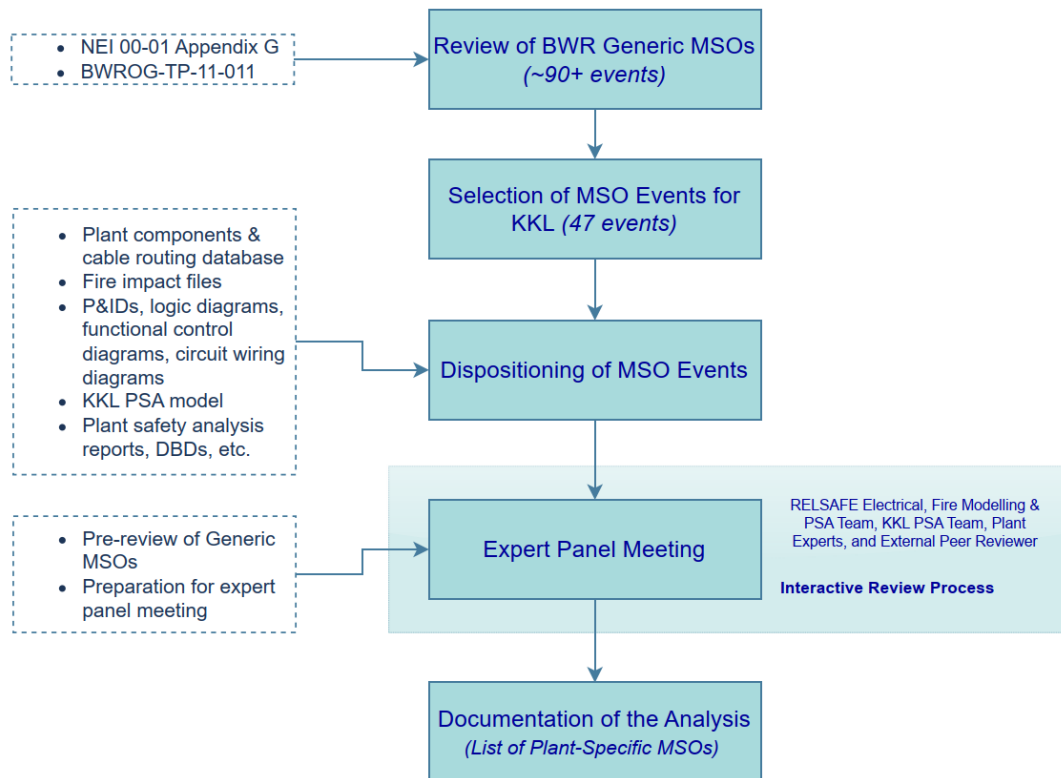 • NEI 00-01 Appendix G
• BWROG-TP-11-011
Review of BWR Generic MSOs
(~90+ events)
Selection of MSO Events for
KKL (47 events)
• Plant components &
cable routing database
• Fire impact files
• P&IDs, logic diagrams,
functional control
diagrams, circuit wiring
diagrams
• KKL PSA model
• Plant safety analysis
reports, DBDs, etc.
Dispositioning of MSO Events
• Pre-review of Generic
MSOs
• Preparation for expert
panel meeting
Expert Panel Meeting
RELSAFE Electrical, Fire Modelling &
PSA Team, KKL PSA Team, Plant
Experts, and External Peer Reviewer
Interactive Review Process
Documentation of the Analysis
(List of Plant-Specific MSOs)